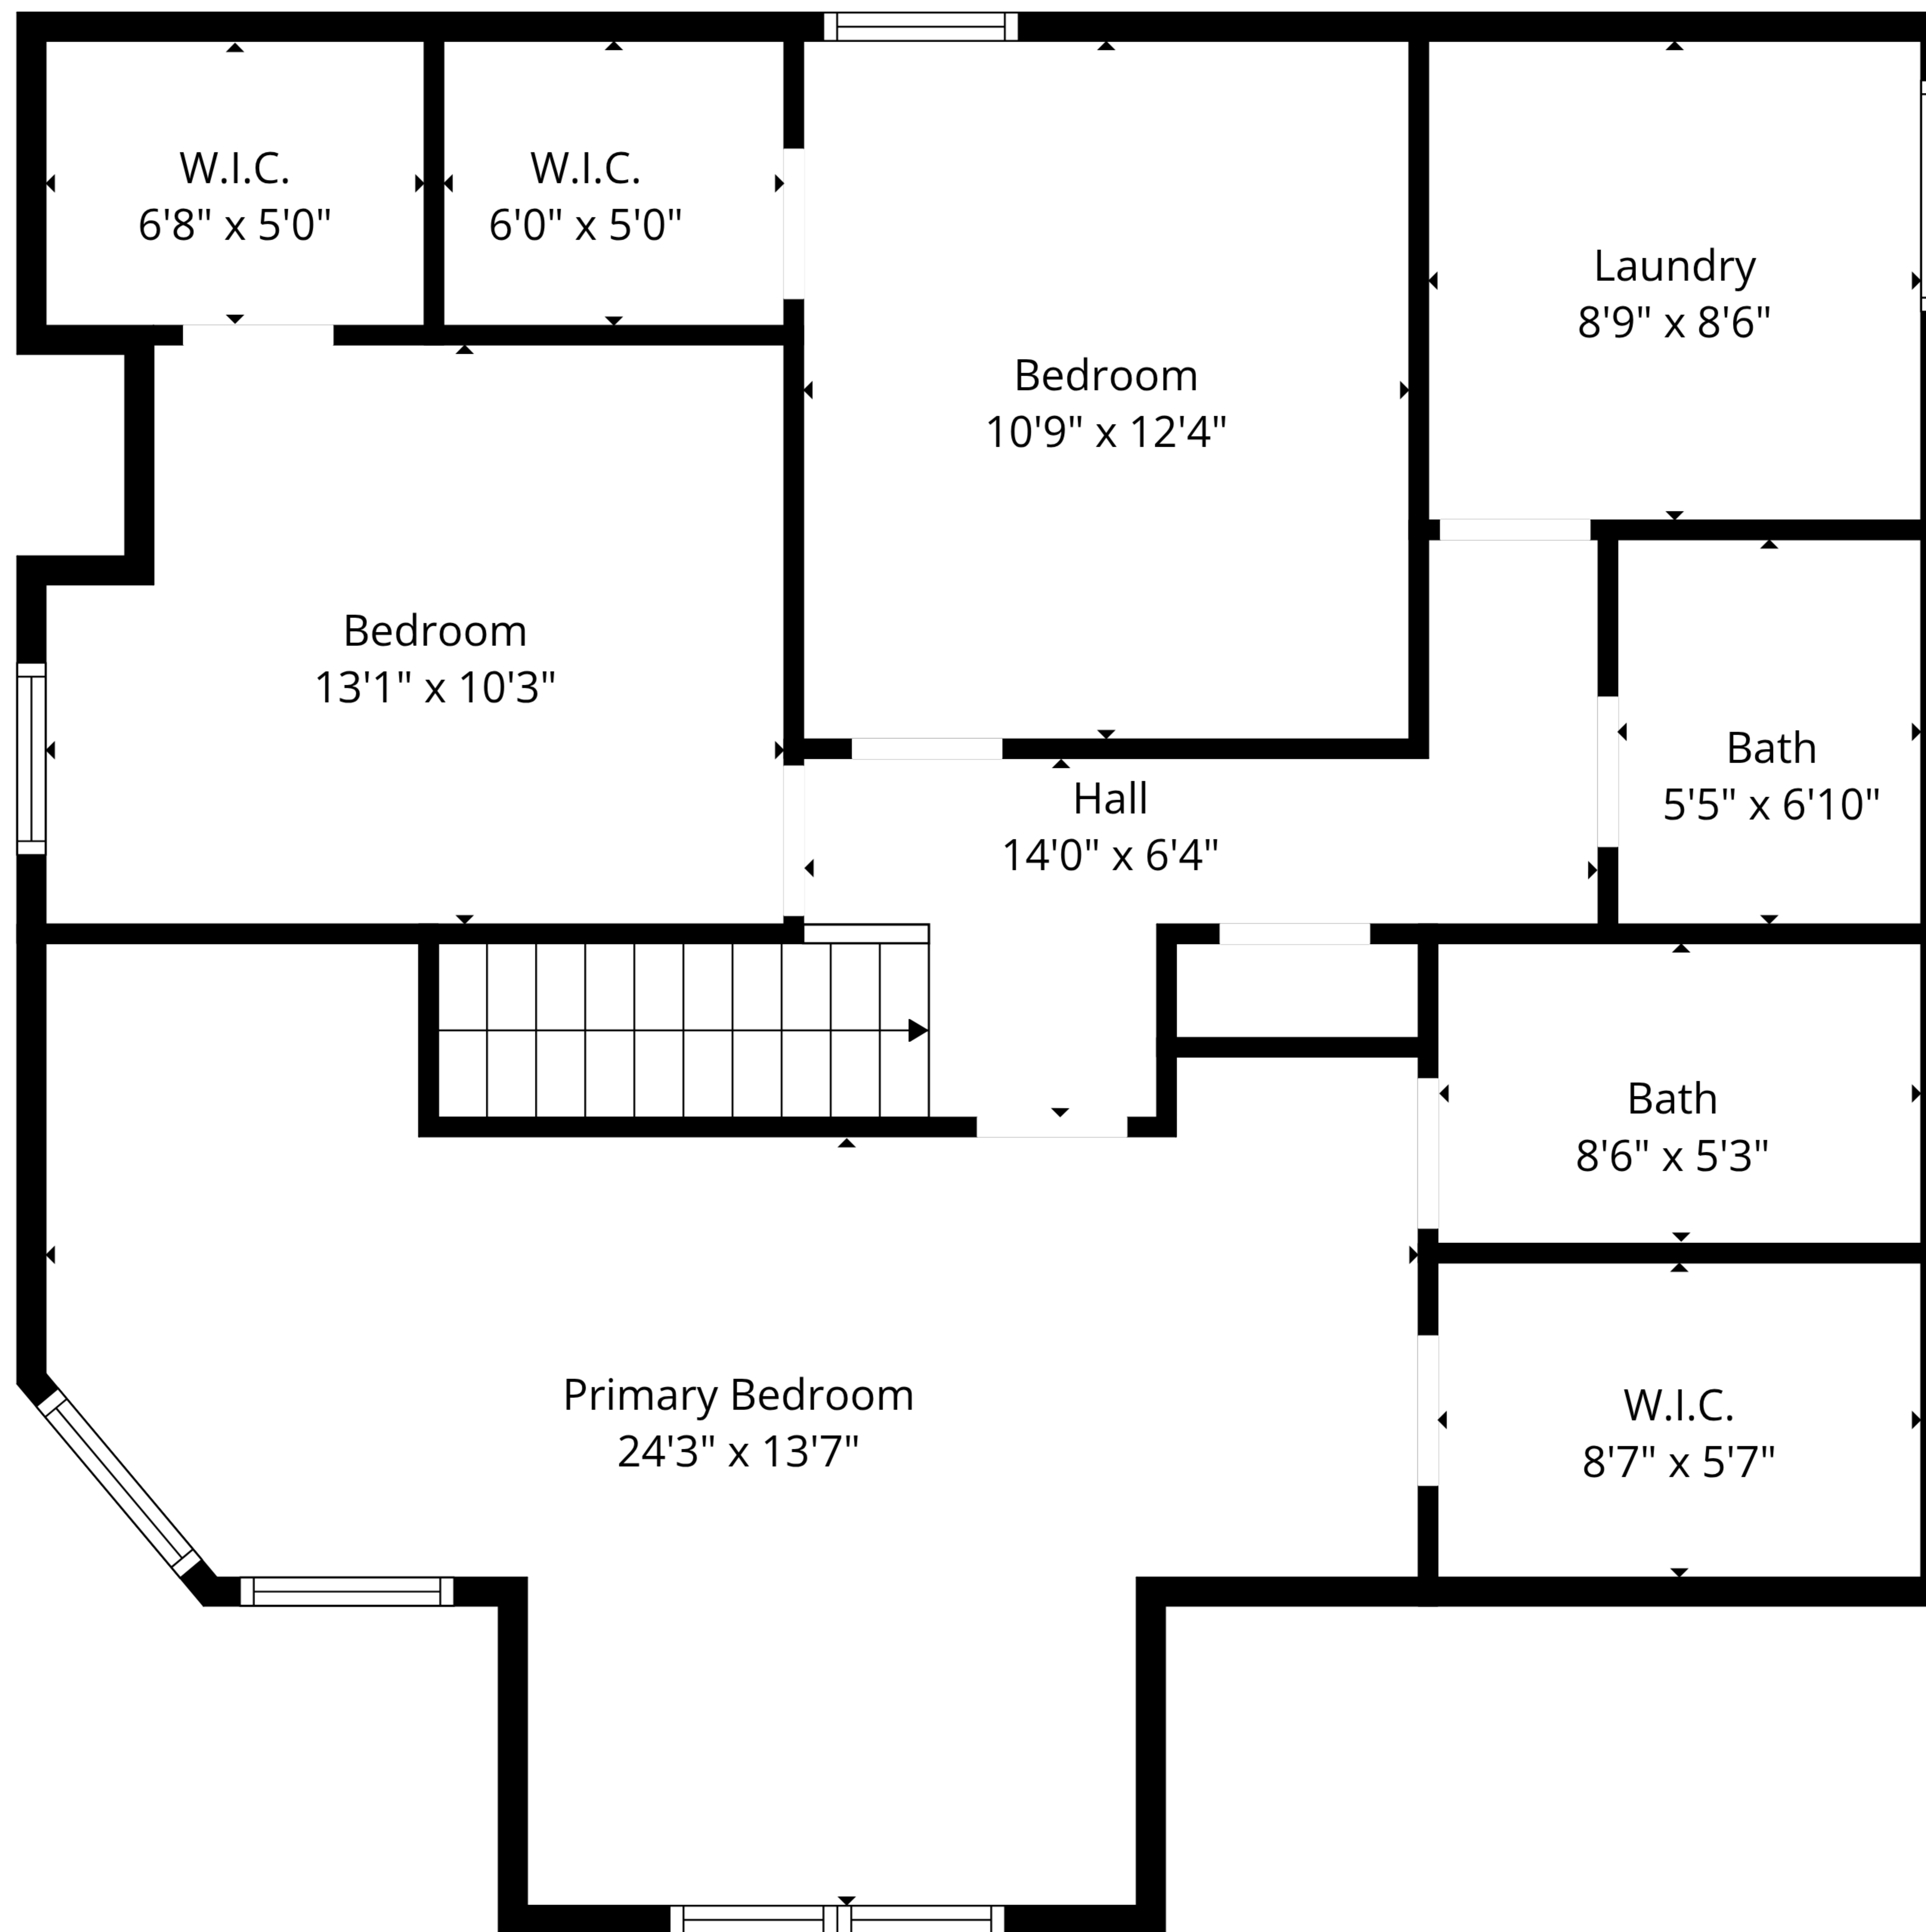 W.I.C.
6'8" x 5'0"
W.I.C.
6'0" x 5'0"
Bedroom
10'9" x 12'4"
Laundry
8'9" x 8'6"
Bedroom
13'1" x 10'3"
Hall
14'0" x 6'4"
Bath
5'5" x 6'10"
Bath
8'6" x 5'3"
Primary Bedroom
24'3" x 13'7"
W.I.C.
8'7" x 5'7"